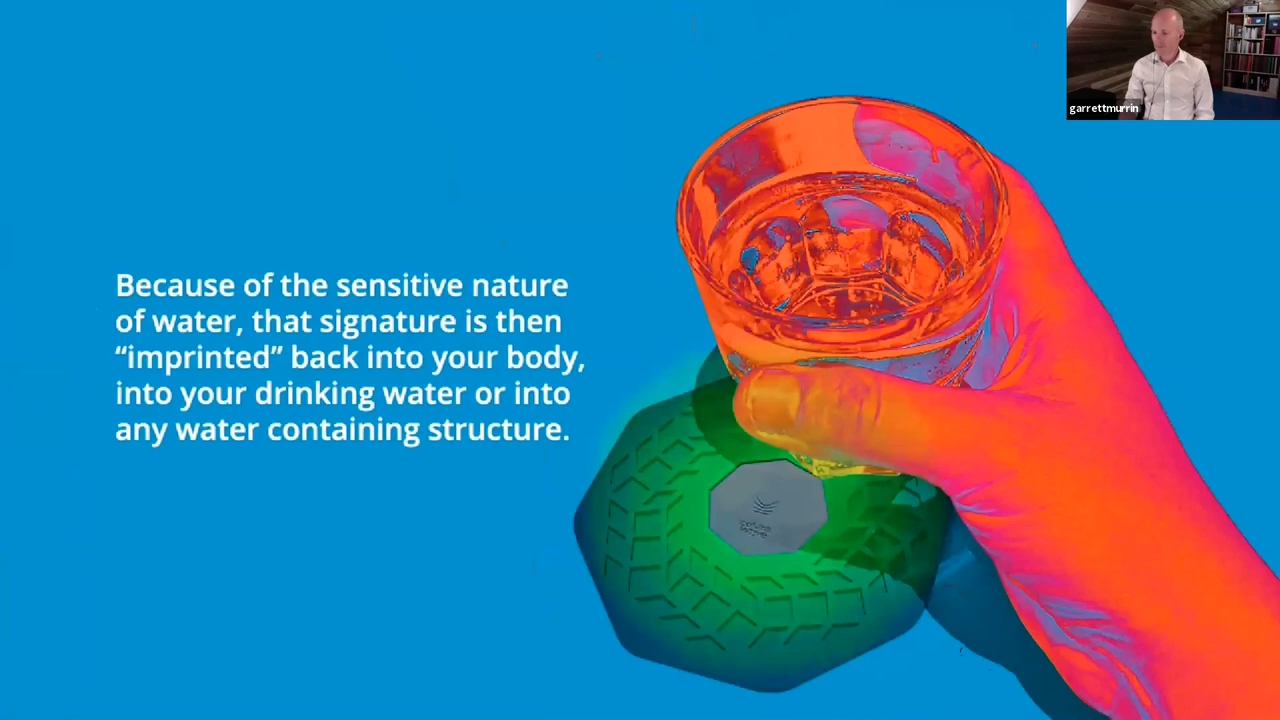 garrettmurrin
Because of the sensitive nature
of water, that signature is then
“imprinted” back into your body,
into your drinking water or into
any water containing structure.